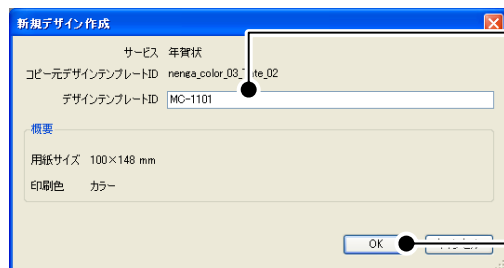 新規デザイン作成
サービス 年賀状
コピー元デザインテンプレートID
デザインテンプレートID MC-1101
概要
用紙サイズ 100×148 mm
印刷色 カラー
OK